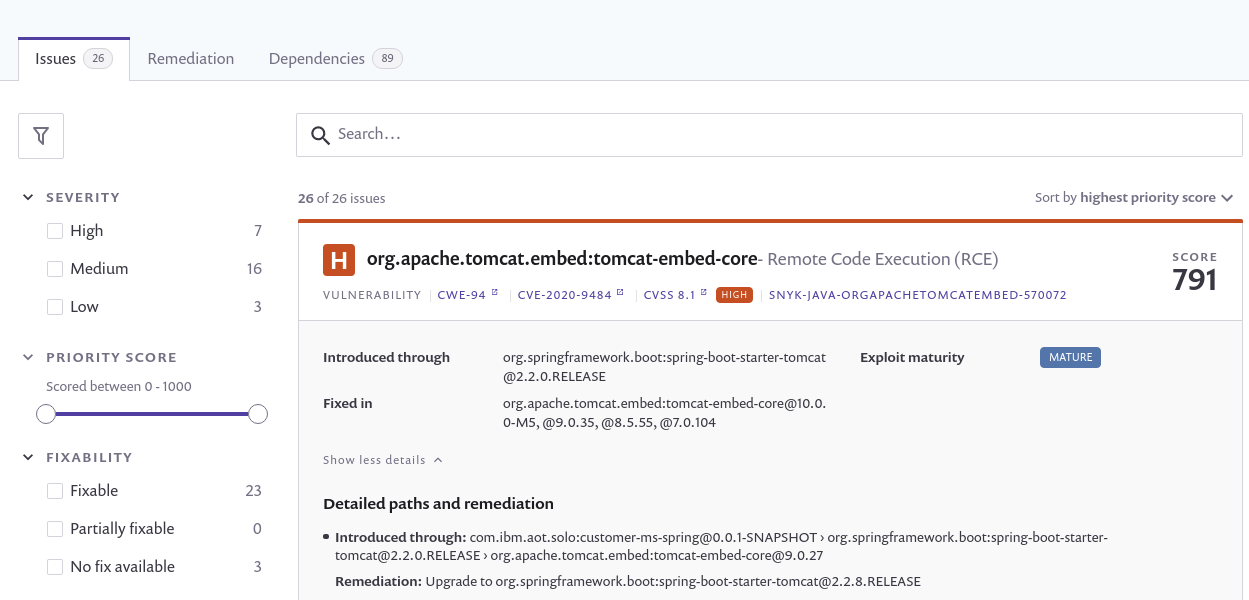 Issues 26 Remediation Dependencies 89
Search...
SEVERITY
26 of 26 issues
Sort by highest priority score
High 7
Medium 16
Low 3
PRIORITY SCORE
Scored between 0 - 1000
FIXABILITY
Fixable 23
Partially fixable 0
No fix available 3
H org.apache.tomcat.embed:tomcat-embed-core- Remote Code Execution (RCE)
VULNERABILITY CWE-94 CVE-2020-9484 CVSS 8.1 HIGH SNYK-JAVA-ORGAPACHETOMCATEMBED-570072
SCORE
791
Introduced through org.springframework.boot:spring-boot-starter-tomcat
@2.2.0.RELEASE
Exploit maturity MATURE
Fixed in org.apache.tomcat.embed:tomcat-embed-core@10.0.
0-M5, @9.0.35, @8.5.55, @7.0.104
Show less details
Detailed paths and remediation
Introduced through: com.ibm.aot.solo:customer-ms-spring@0.0.1-SNAPSHOT › org.springframework.boot:spring-boot-starter-
tomcat@2.2.0.RELEASE › org.apache.tomcat.embed:tomcat-embed-core@9.0.27
Remediation: Upgrade to org.springframework.boot:spring-boot-starter-tomcat@2.2.8.RELEASE